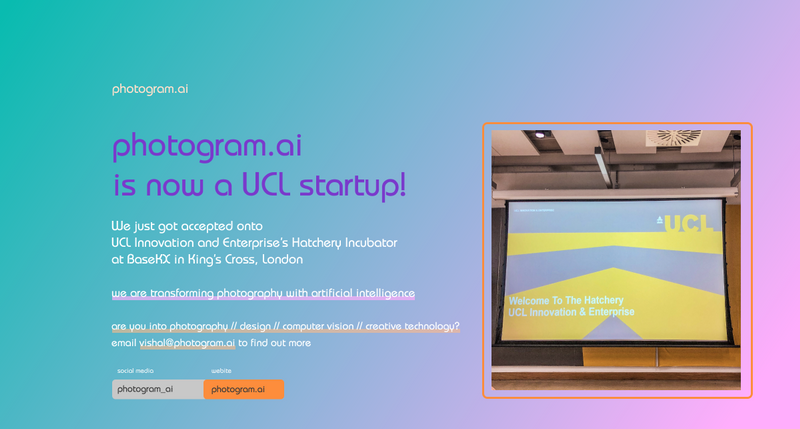 photogram.ai
photogram.ai
is now a UCL startup!
We just got accepted onto
UCL Innovation and Enterprise's Hatchery Incubator
at BaseKX in King's Cross, London
we are transforming photography with artificial intelligence
are you into photography // design // computer vision // creative technology?
email vishal@photogram.ai to find out more
social media
webite
photogram_ai
photogram.ai
UCL
Welcome To The Hatchery
UCL Innovation & Enterprise